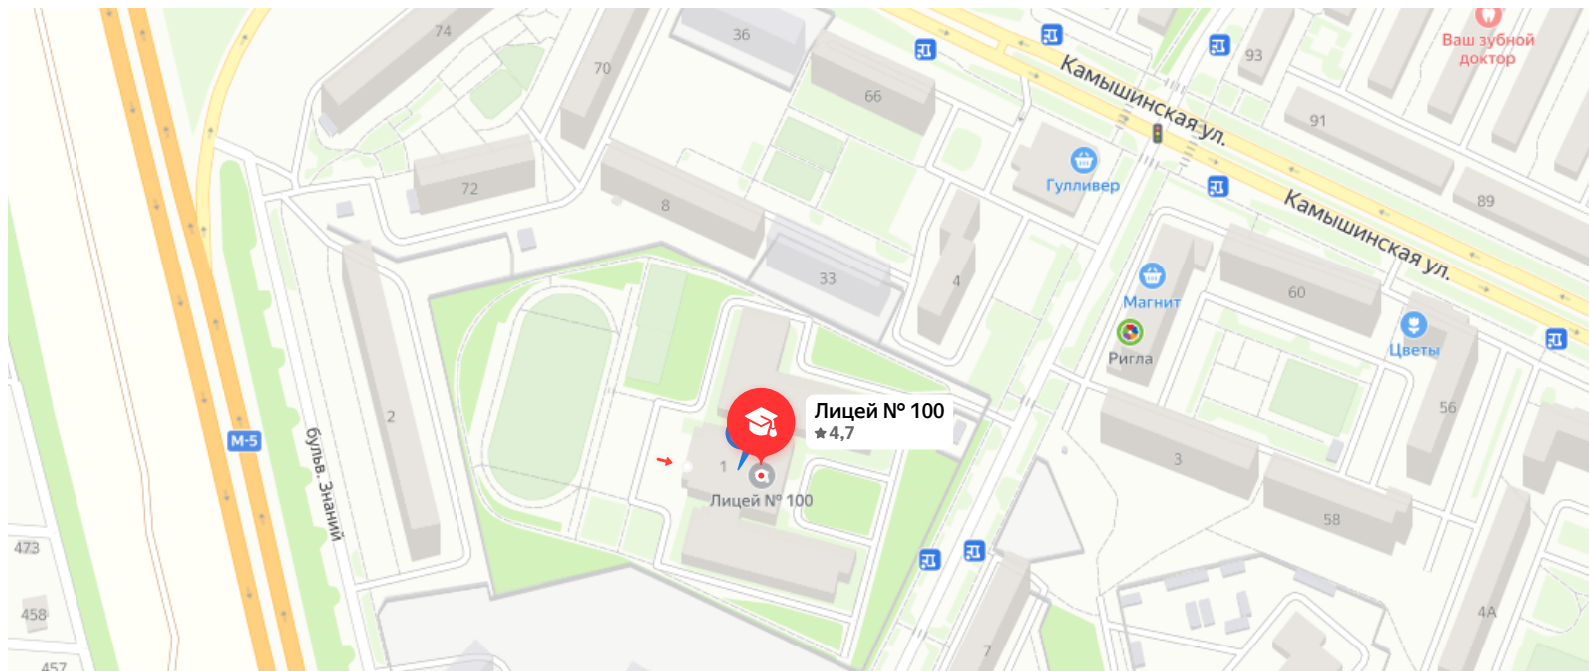 74
36
70
66
93
Ваш зубной
доктор
Камышинская ул.
91
Гулливер
72
8
89
Камышинская ул.
33
4
60
Магнит
Ригла
Цветы
56
2
М-5
бульв. Знаний
Лицей № 100
4,7
1
Лицей № 100
3
58
473
458
457
7
4А